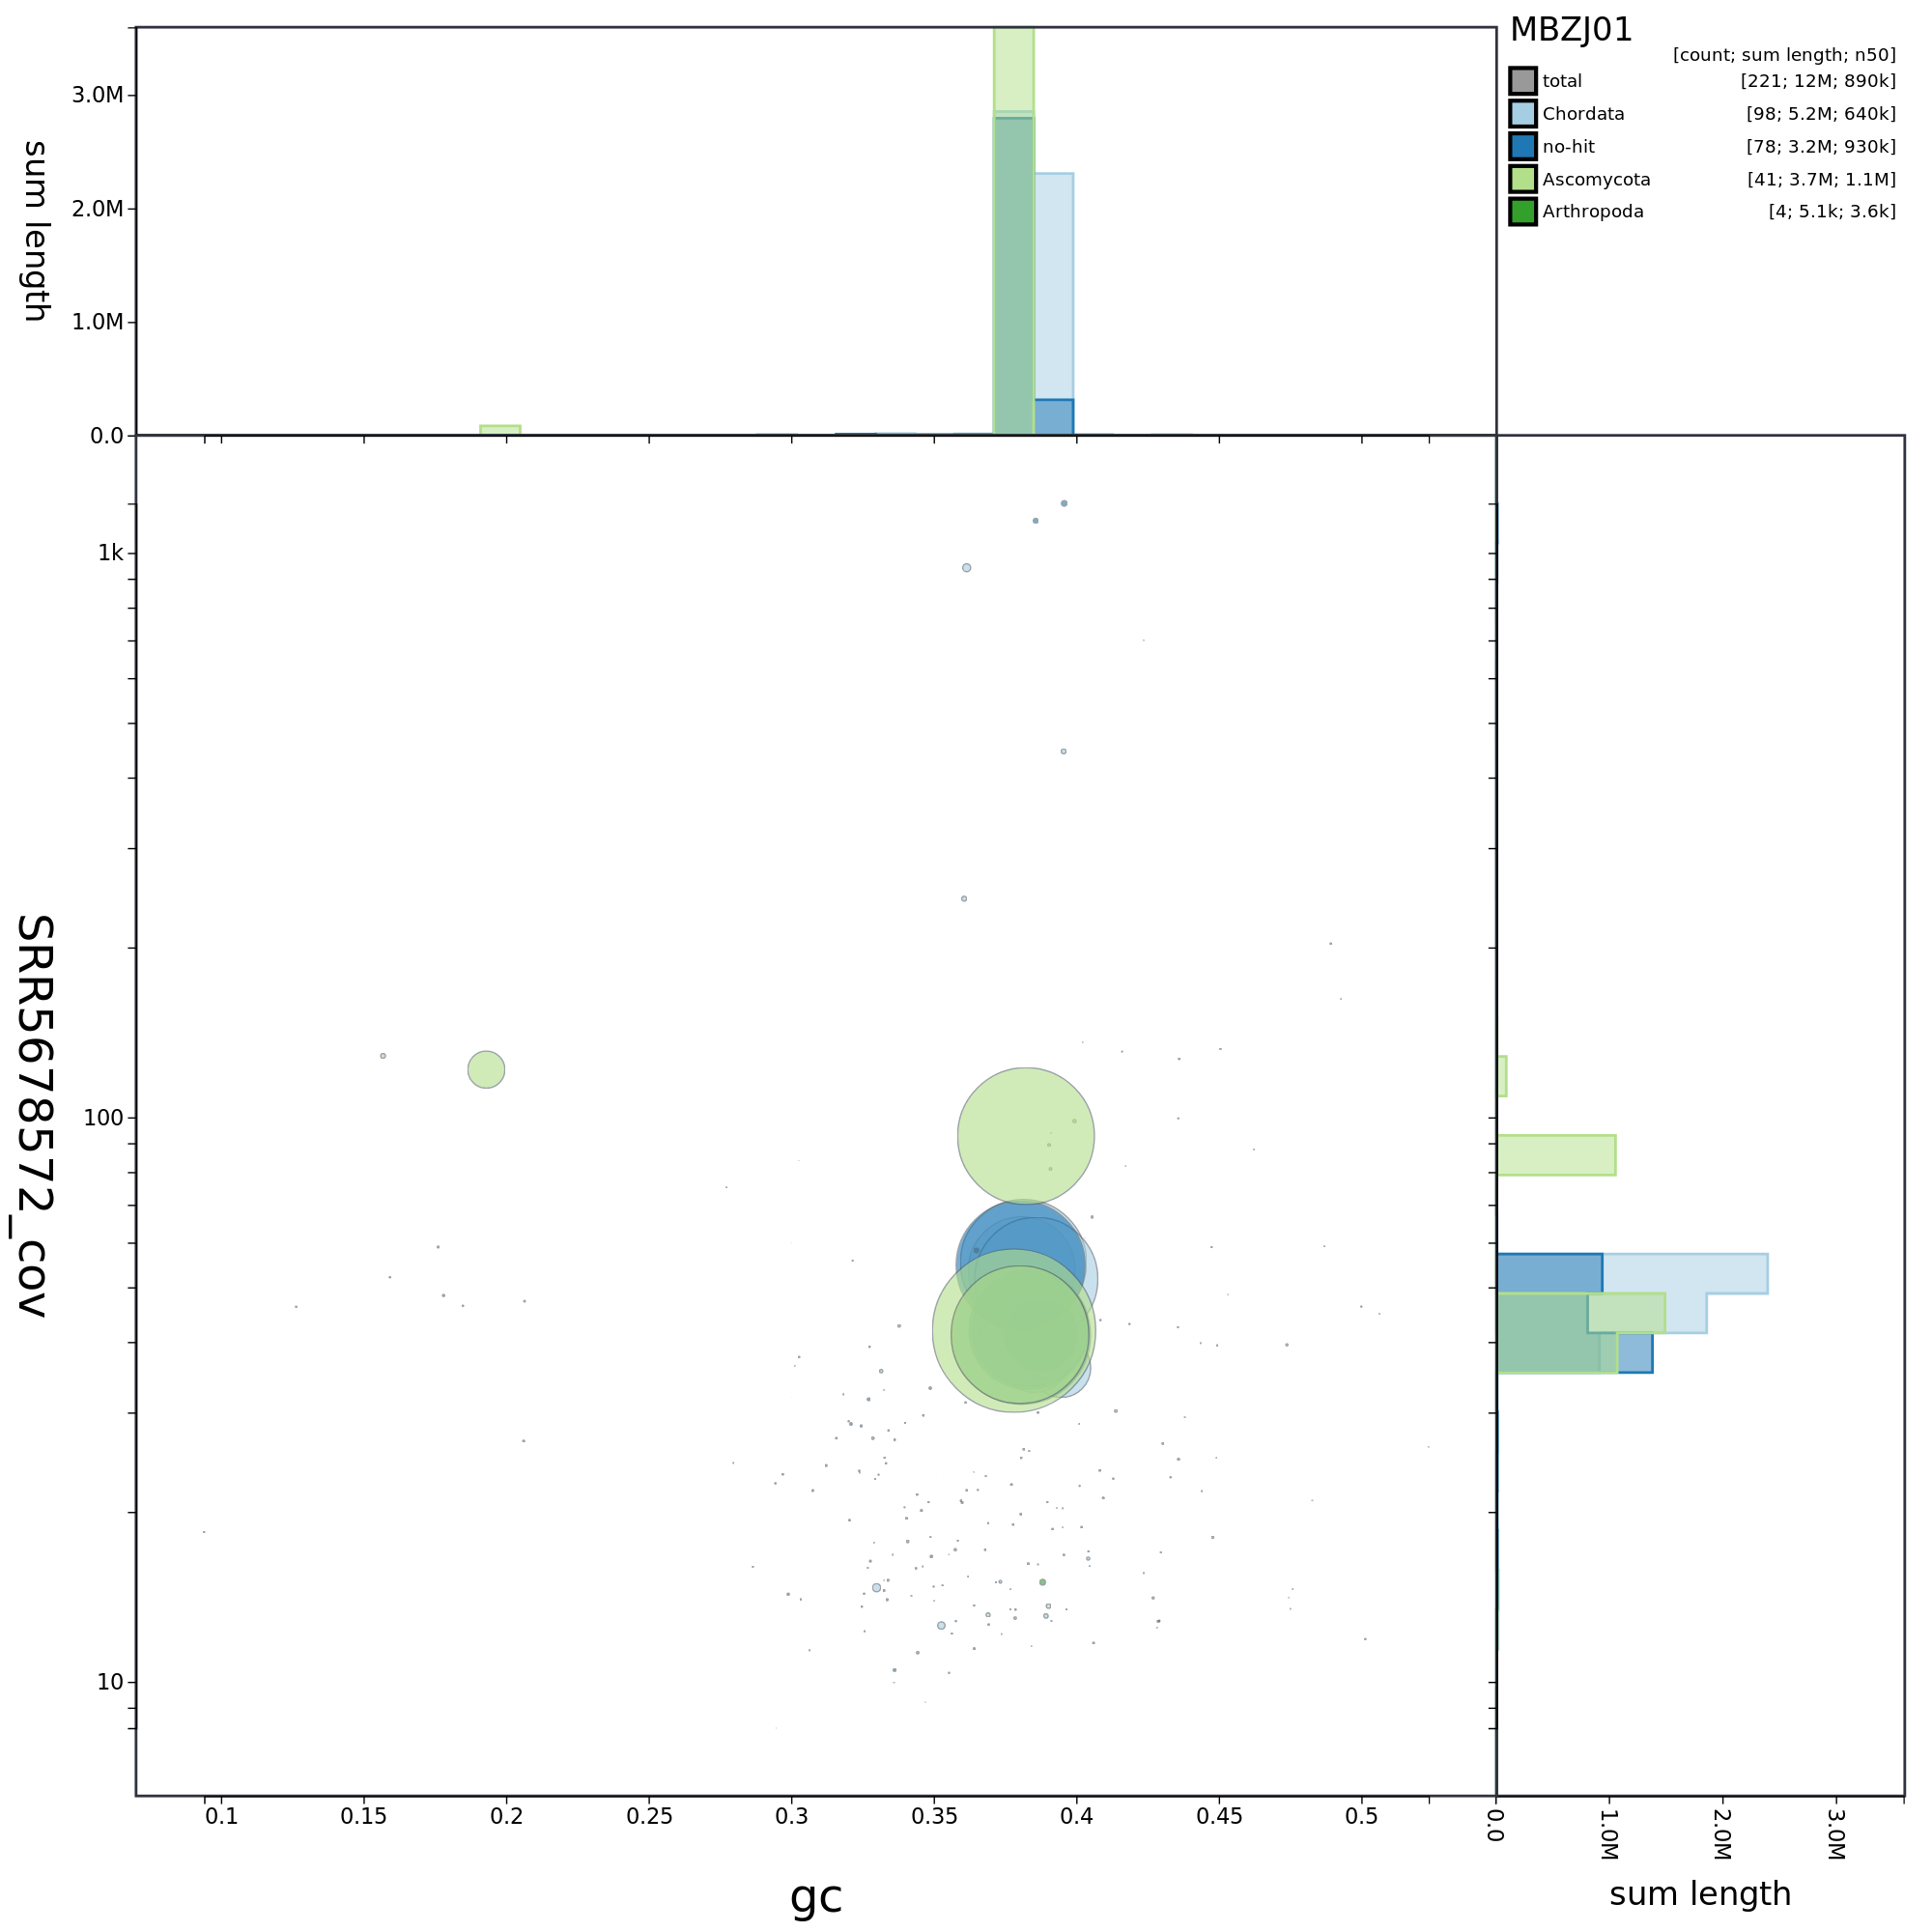 MBZJ01
[count; sum length; n50]
total [221; 12M; 890k]
Chordata [98; 5.2M; 640k]
no-hit [78; 3.2M; 930k]
Ascomycota [41; 3.7M; 1.1M]
Arthropoda [4; 5.1k; 3.6k]
sum length
3.0M
2.0M
1.0M
0.0
SRR5678572_cov
1k
100
10
0.1 0.15 0.2 0.25 0.3 0.35 0.4 0.45 0.5
gc
0.0 1.0M 2.0M 3.0M
sum length